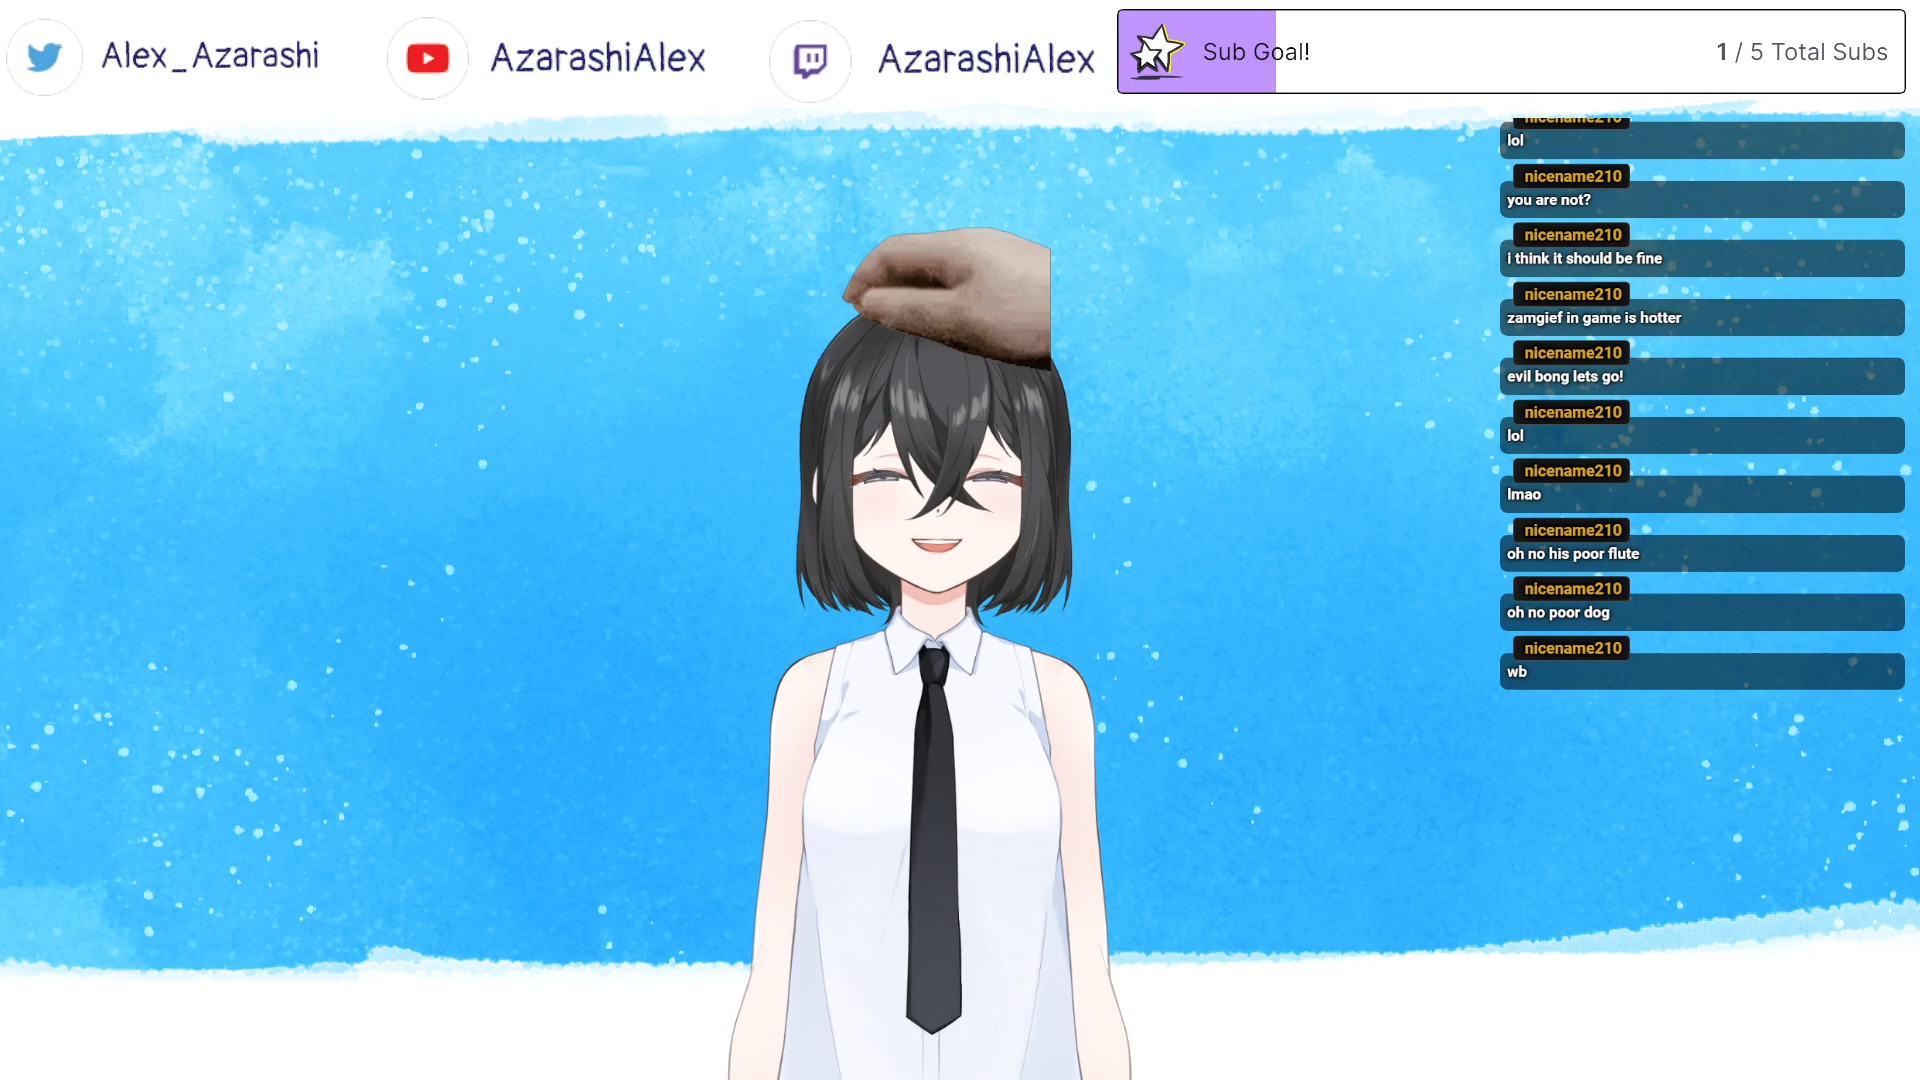 Alex_Azarashi
AzarashiAlex
AzarashiAlex
Sub Goal!
1 / 5 Total Subs
nicename210
lol
nicename210
you are not?
nicename210
i think it should be fine
nicename210
zamgief in game is hotter
nicename210
evil bong lets go!
nicename210
lol
nicename210
lmao
nicename210
oh no his poor flute
nicename210
oh no poor dog
nicename210
wb